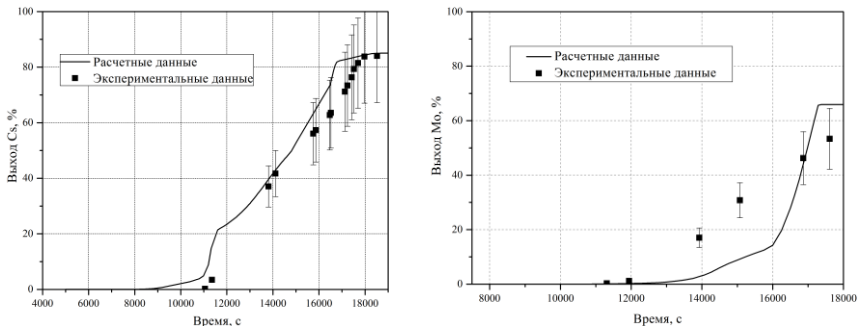 100
80
60
40
20
0
Выход Cs, %
Расчетные данные
Экспериментальные данные
4000 6000 8000 10000 12000 14000 16000 18000
Время, с
100
80
60
40
20
0
Выход Mo, %
Расчетные данные
Экспериментальные данные
8000 10000 12000 14000 16000 18000
Время, с